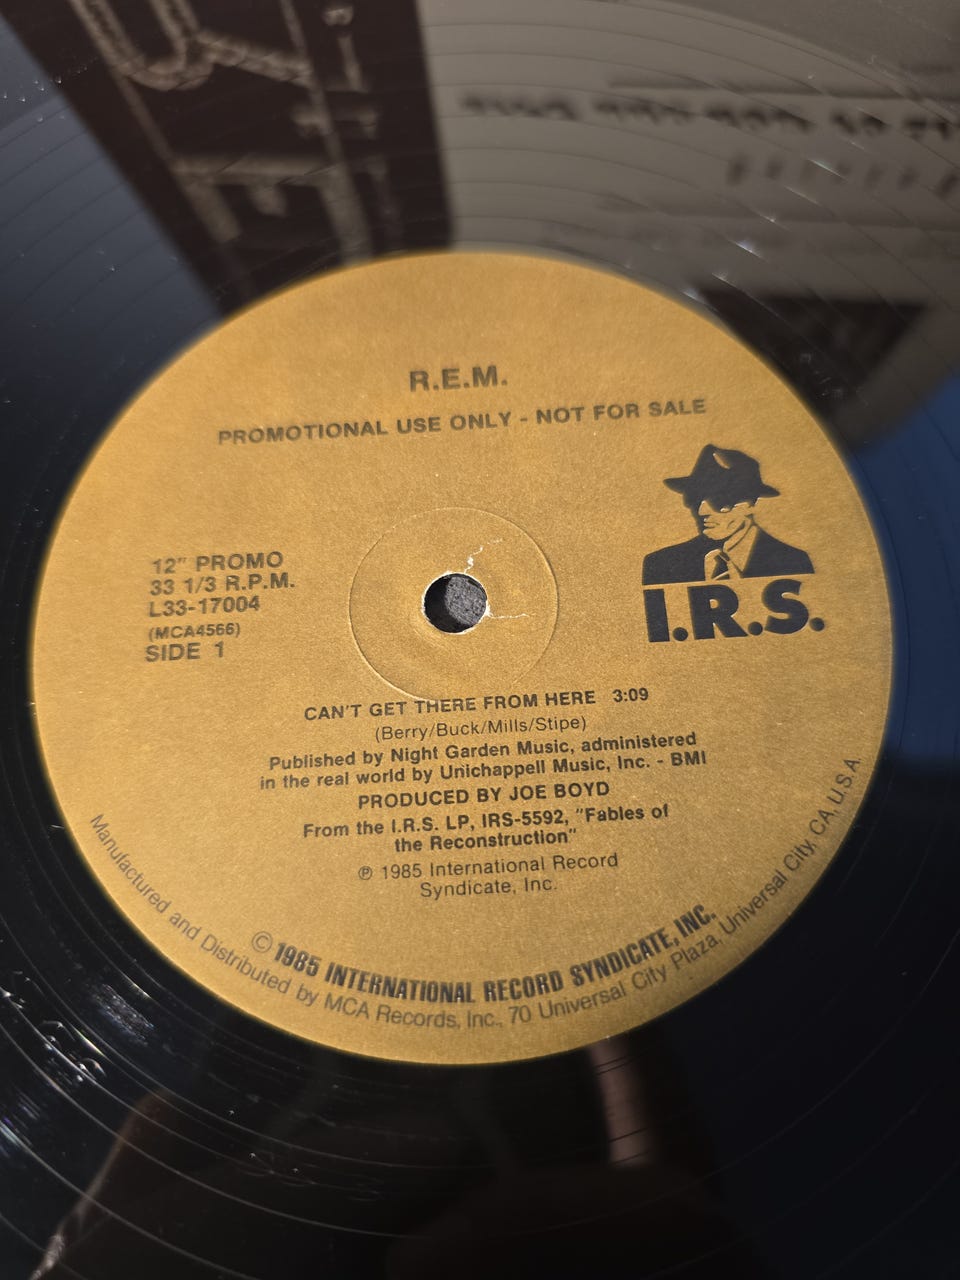 R.E.M.
PROMOTIONAL USE ONLY - NOT FOR SALE
12" PROMO
33 1/3 R.P.M.
L33-17004
(MCA4566)
SIDE 1
I.R.S.
CAN'T GET THERE FROM HERE 3:09
(Berry/Buck/Mills/Stipe)
Published by Night Garden Music, administered
in the real world by Unichappell Music, Inc. - BMI
PRODUCED BY JOE BOYD
From the I.R.S. LP, IRS-5592, "Fables of
the Reconstruction"
℗ 1985 International Record
Syndicate, Inc.
© 1985 INTERNATIONAL RECORD SYNDICATE, INC.
Manufactured and Distributed by MCA Records, Inc., 70 Universal City Plaza, Universal City, CA, U.S.A.